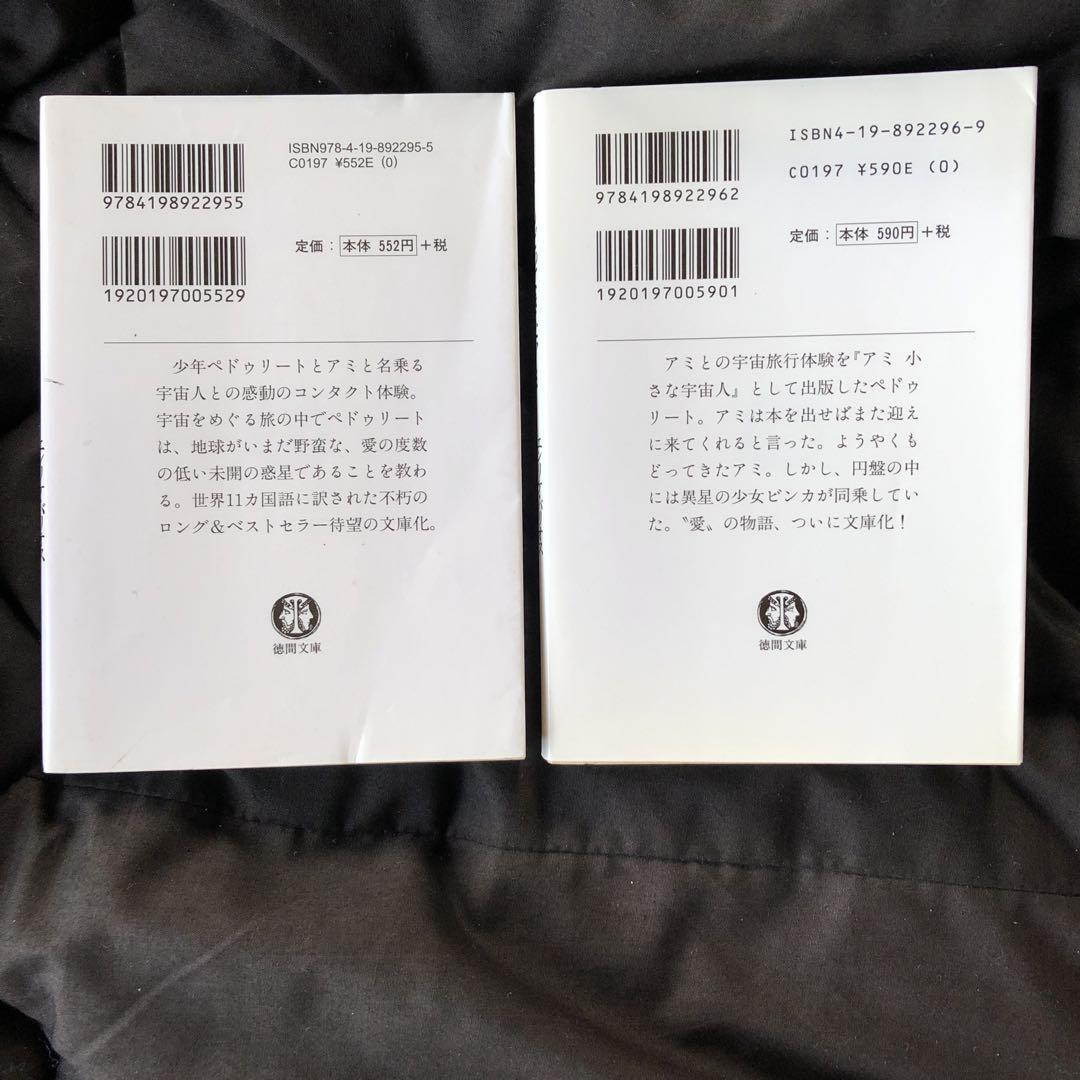 ISBN978-4-19-892295-5
C0197 ¥552E (0)
9784198922955
定価：本体 552円+税
1920197005529
少年ペドゥリートとアミと名乗る
宇宙人との感動のコンタクト体験。
宇宙をめぐる旅の中でペドゥリート
は、地球がいまだ野蛮な、愛の度数
の低い未開の惑星であることを教わ
る。世界11カ国語に訳された不朽の
ロング＆ベストセラー待望の文庫化。
徳間文庫
ISBN4-19-892296-9
C0197 ¥590E (0)
9784198922962
定価：本体 590円+税
1920197005901
アミとの宇宙旅行体験を『アミ 小
さな宇宙人』として出版したペドゥ
リート。アミは本を出せばまた迎え
に来てくれると言った。ようやくも
どってきたアミ。しかし、円盤の中
には異星の少女ビンカが同乗してい
た。〝愛〟の物語、ついに文庫化！
徳間文庫